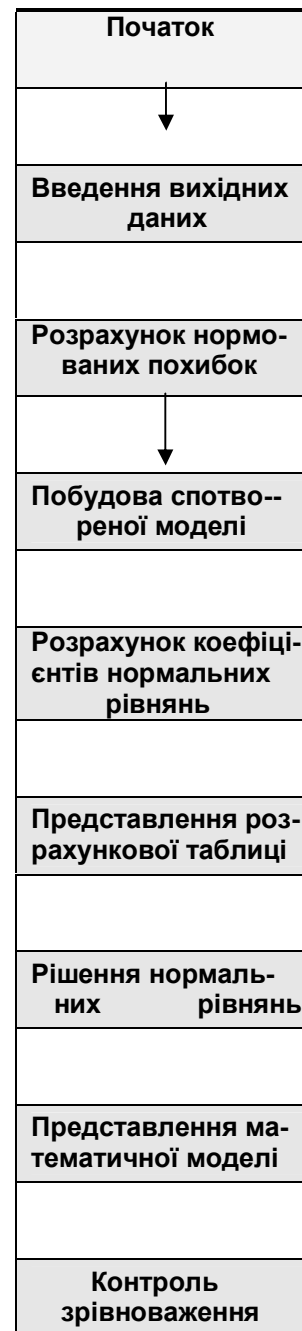 Початок
Введення вихідних
даних
Розрахунок нормо-
ваних похибок
Побудова спотво--
реної моделі
Розрахунок коефіці-
єнтів нормальних
рівнянь
Представлення роз-
рахункової таблиці
Рішення нормаль-
них рівнянь
Представлення ма-
тематичної моделі
Контроль
зрівноваження